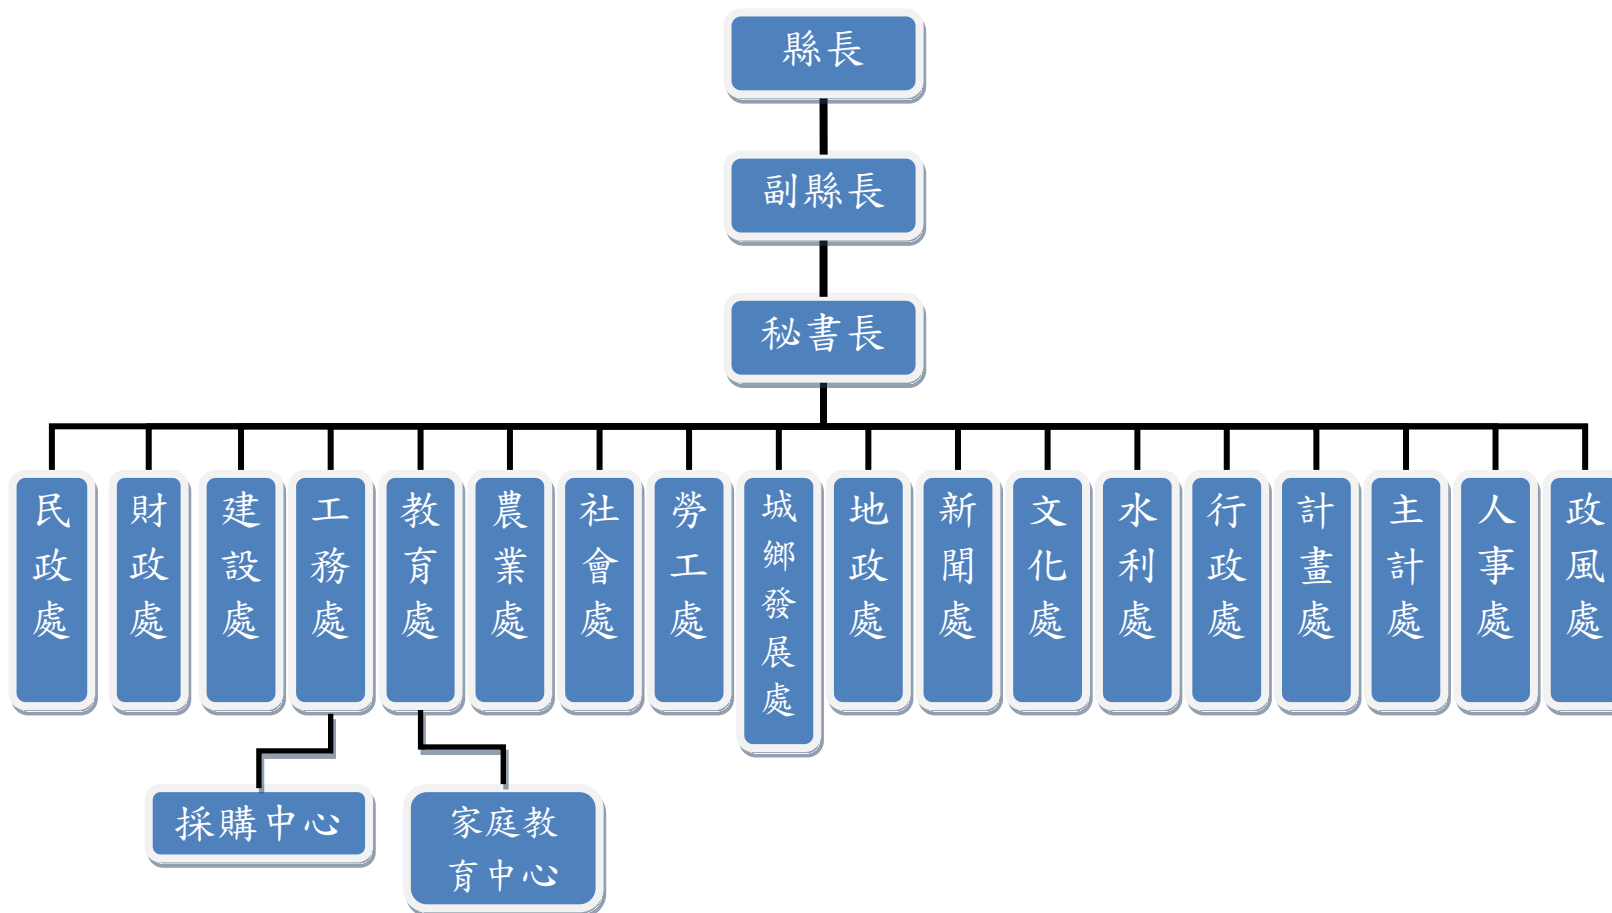 縣長
副縣長
秘書長
民政處
財政處
建設處
工務處
教育處
農業處
社會處
勞工處
城鄉發展處
地政處
新聞處
文化處
水利處
行政處
計畫處
主計處
人事處
政風處
採購中心
家庭教
育中心